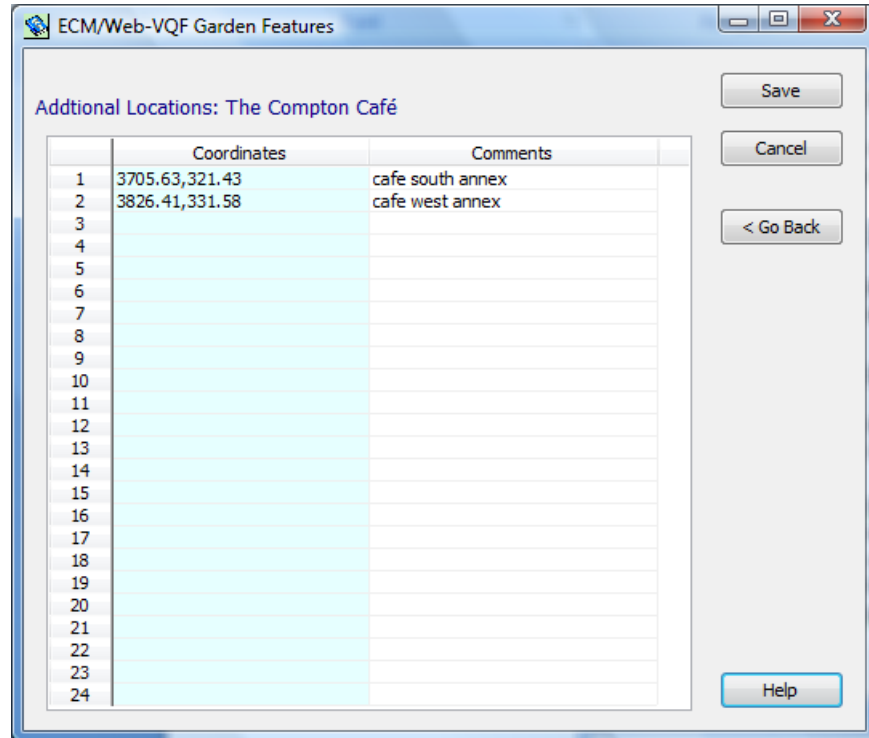 ECM/Web-VQF Garden Features
Save
Addtional Locations: The Compton Café
Cancel
Coordinates Comments
1 3705.63,321.43 cafe south annex
2 3826.41,331.58 cafe west annex
< Go Back
3
4
5
6
7
8
9
10
11
12
13
14
15
16
17
18
19
20
21
22
23
24
Help